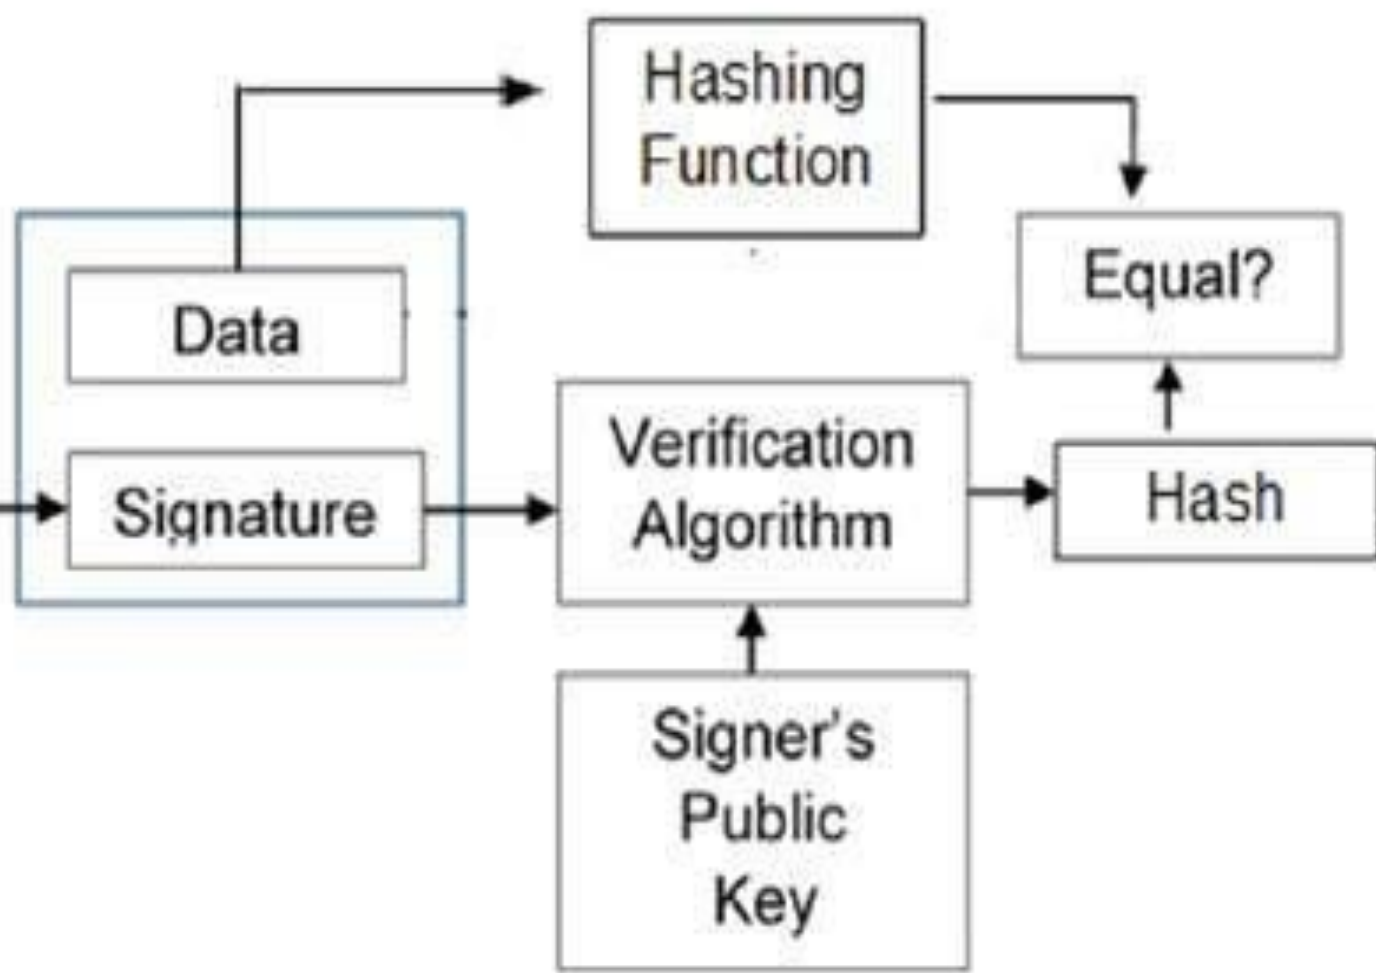 Hashing
Function
Equal?
Data
Verification
Algorithm
Signature
Hash
Signer's
Public
Key